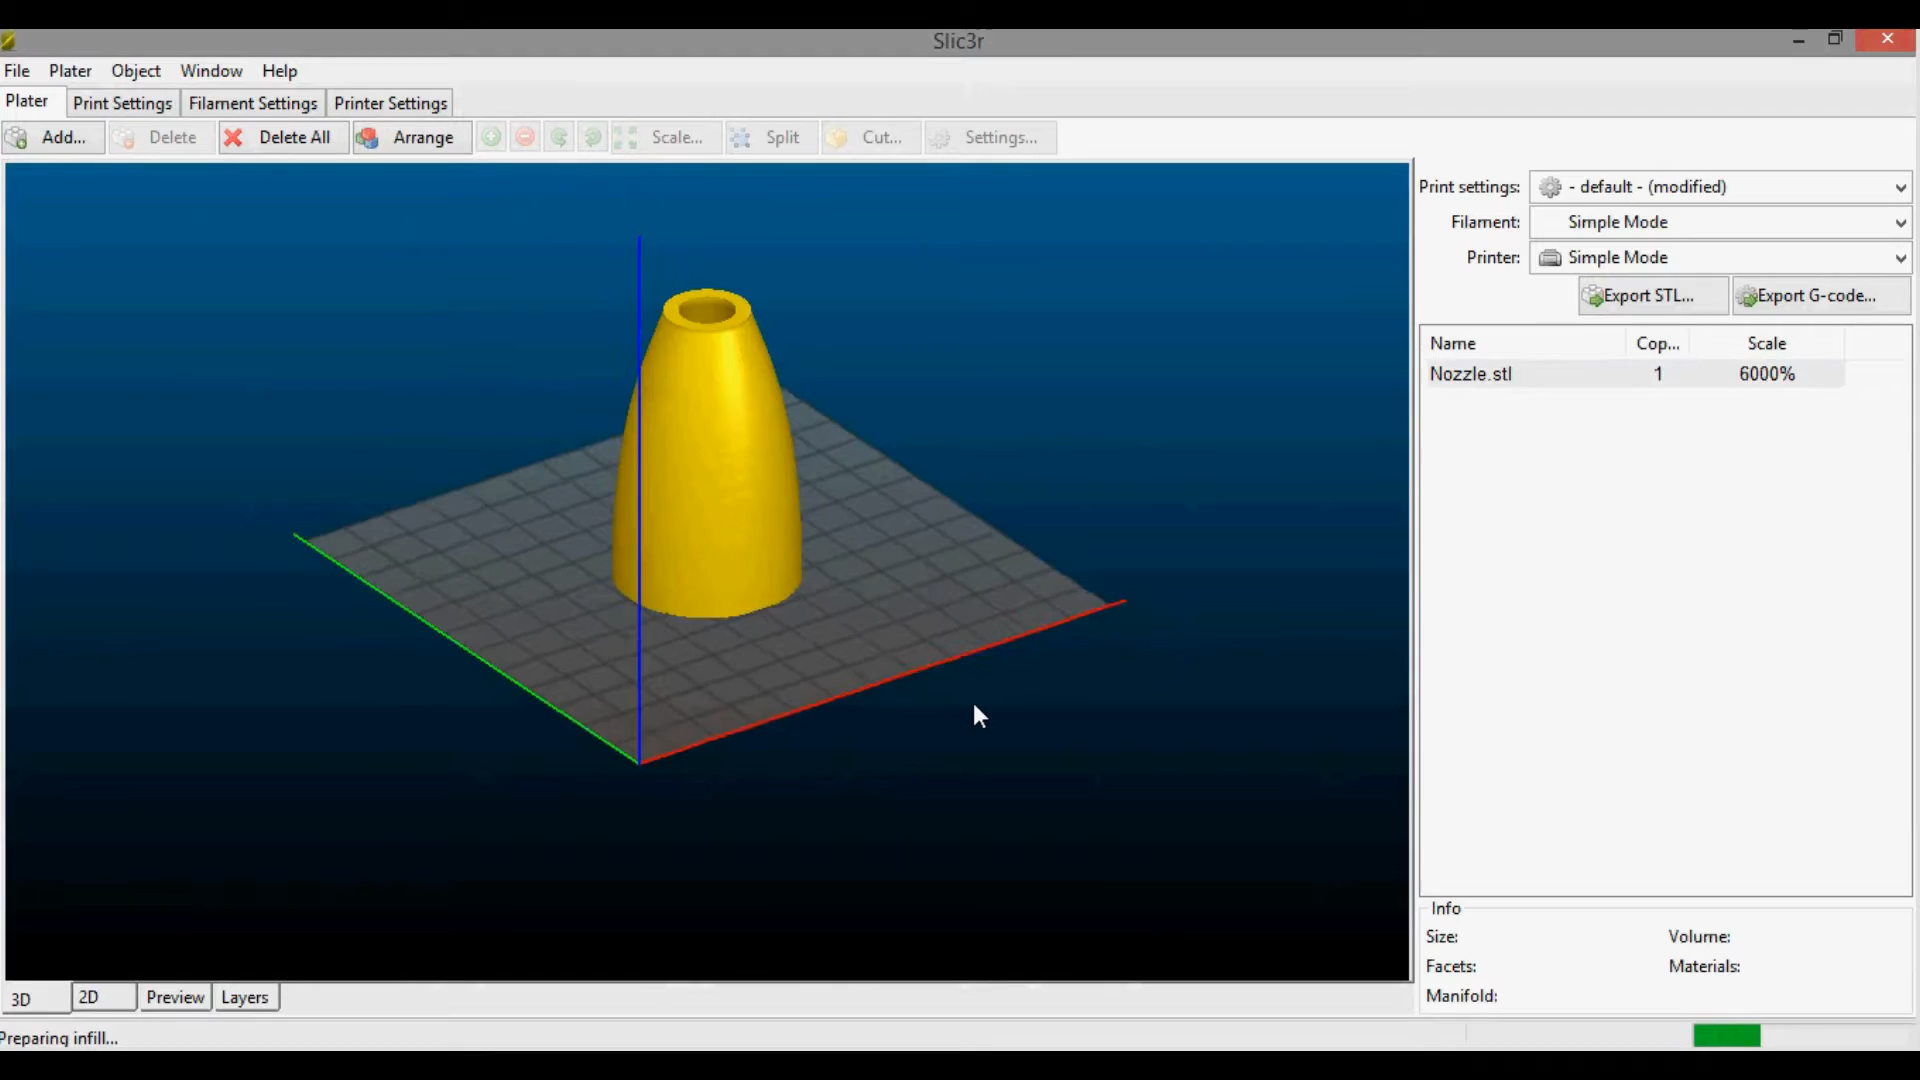 Slic3r
File Plater Object Window Help
Plater Print Settings Filament Settings Printer Settings
Add... Delete Delete All Arrange Scale... Split Cut... Settings...
Print settings: - default - (modified)
Filament: Simple Mode
Printer: Simple Mode
Export STL... Export G-code...
Name Cop... Scale
Nozzle.stl 1 6000%
Info
Size: Volume:
Facets: Materials:
Manifold:
3D 2D Preview Layers
Preparing infill...